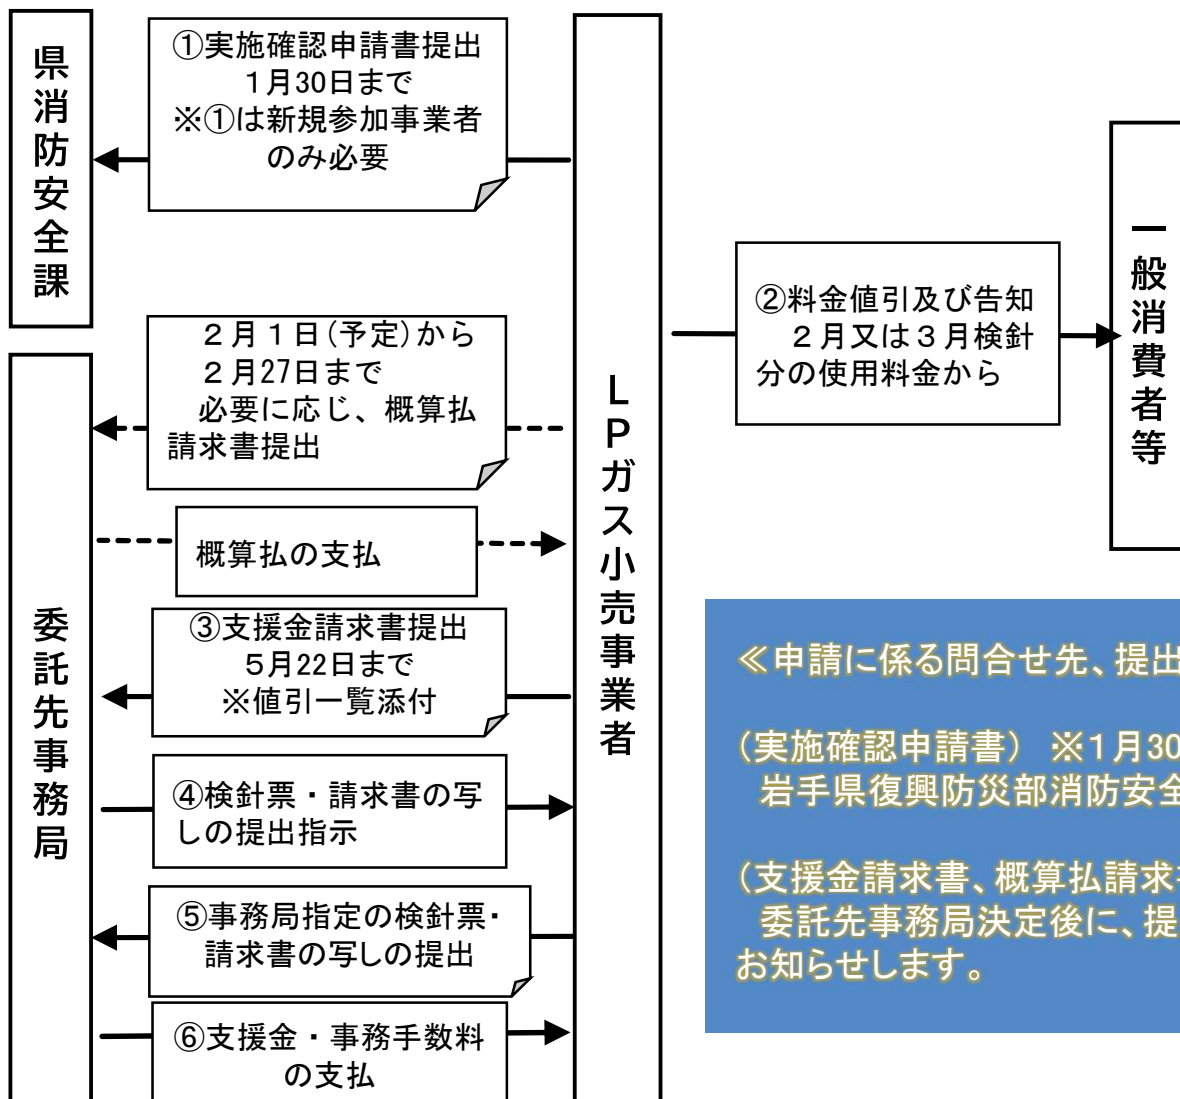 県消防安全課
①実施確認申請書提出
1月30日まで
※①は新規参加事業者
のみ必要
2月1日(予定)から
2月27日まで
必要に応じ、概算払
請求書提出
概算払の支払
③支援金請求書提出
5月22日まで
※値引一覧添付
④検針票・請求書の写
しの提出指示
⑤事務局指定の検針票・
請求書の写しの提出
⑥支援金・事務手数料
の支払
委託先事務局
LPガス小売事業者
②料金値引及び告知
2月又は3月検針
分の使用料金から
一般消費者等
≪申請に係る問合せ先、提出
(実施確認申請書) ※1月30
岩手県復興防災部消防安全
(支援金請求書、概算払請求
委託先事務局決定後に、提
お知らせします。